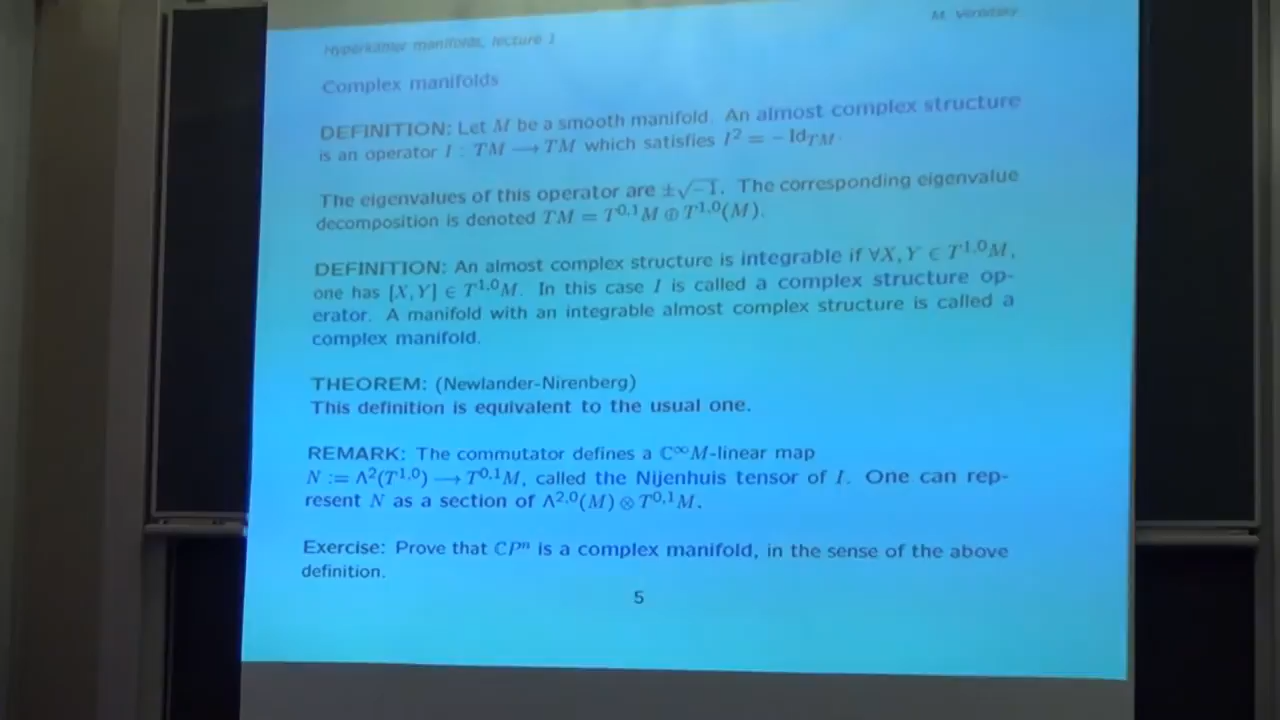 Hyperkähler manifolds, lecture 1
M. Verbitsky
Complex manifolds
DEFINITION: Let M be a smooth manifold. An almost complex structure
is an operator I : TM ⟶ TM which satisfies I² = − Id_{TM}.
The eigenvalues of this operator are ±√−1. The corresponding eigenvalue
decomposition is denoted TM = T^{0,1}M ⊕ T^{1,0}(M).
DEFINITION: An almost complex structure is integrable if ∀X, Y ∈ T^{1,0}M,
one has [X, Y] ∈ T^{1,0}M. In this case I is called a complex structure op-
erator. A manifold with an integrable almost complex structure is called a
complex manifold.
THEOREM: (Newlander-Nirenberg)
This definition is equivalent to the usual one.
REMARK: The commutator defines a C^∞M-linear map
N := Λ²(T^{1,0}) ⟶ T^{0,1}M, called the Nijenhuis tensor of I. One can rep-
resent N as a section of Λ^{2,0}(M) ⊗ T^{0,1}M.
Exercise: Prove that CPⁿ is a complex manifold, in the sense of the above
definition.
5